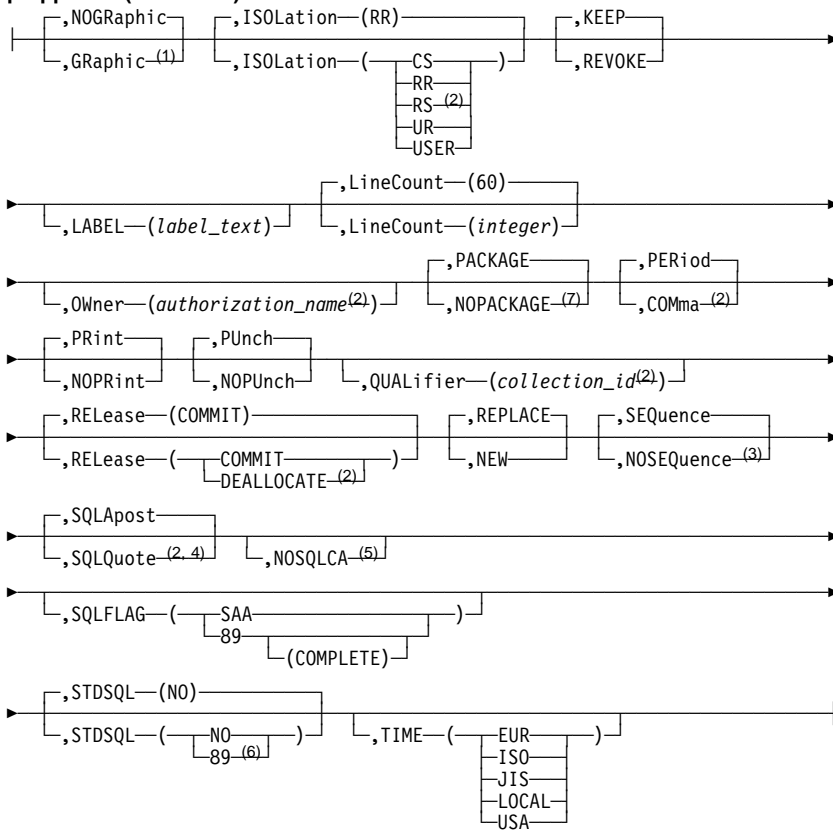 ,NOGRaphic ,ISOLation (RR) ,KEEP
,GRaphic (1) ,ISOLation ( CS ) ,REVOKE
RR
RS (2)
UR
USER
,LineCount (60)
,LABEL (label_text) ,LineCount (integer)
,PACKAGE ,PERiod
,OWner (authorization_name(2)) ,NOPACKAGE (7) ,COMma (2)
,PRint ,PUnch
,NOPRint ,NOPUnch ,QUALifier (collection_id(2))
,RELease (COMMIT) ,REPLACE ,SEQuence
,RELease ( COMMIT ) ,NEW ,NOSEQuence (3)
DEALLOCATE (2)
,SQLApost
,SQLQuote (2, 4) ,NOSQLCA (5)
,SQLFLAG ( SAA )
89
(COMPLETE)
,STDSQL (NO)
,STDSQL ( NO ) ,TIME ( EUR )
89 (6) ISO
JIS
LOCAL
USA